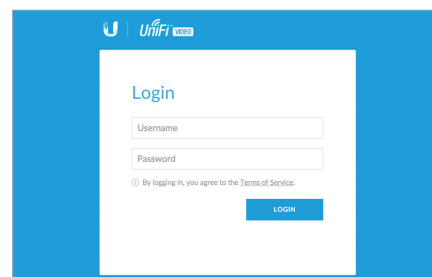 UniFi VIDEO
Login
Username
Password
By logging in, you agree to the Terms of Service.
LOGIN